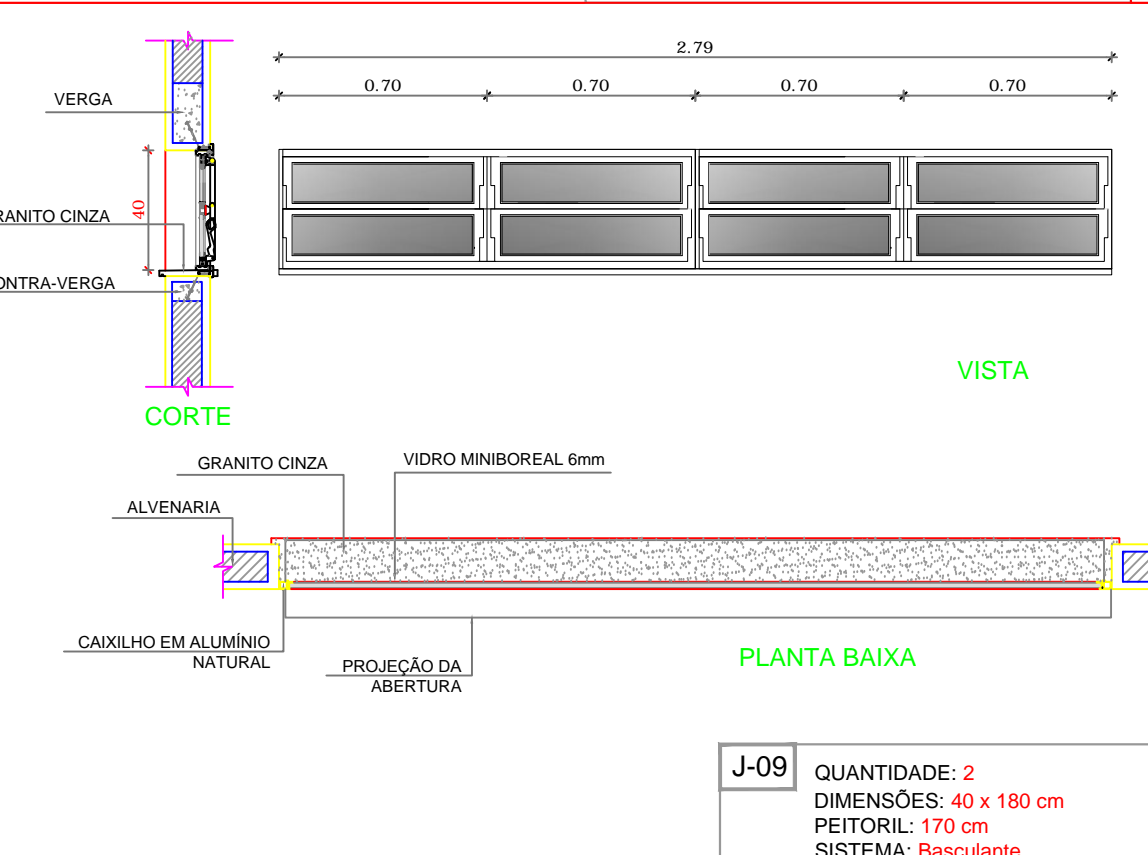 2.79
0.70 0.70 0.70 0.70
VERGA
40
RANITO CINZA
ONTRA-VERGA
VISTA
CORTE
GRANITO CINZA
VIDRO MINIBOREAL 6mm
ALVENARIA
CAIXILHO EM ALUMÍNIO
NATURAL
PROJEÇÃO DA
ABERTURA
PLANTA BAIXA
J-09
QUANTIDADE: 2
DIMENSÕES: 40 x 180 cm
PEITORIL: 170 cm
SISTEMA: Basculante